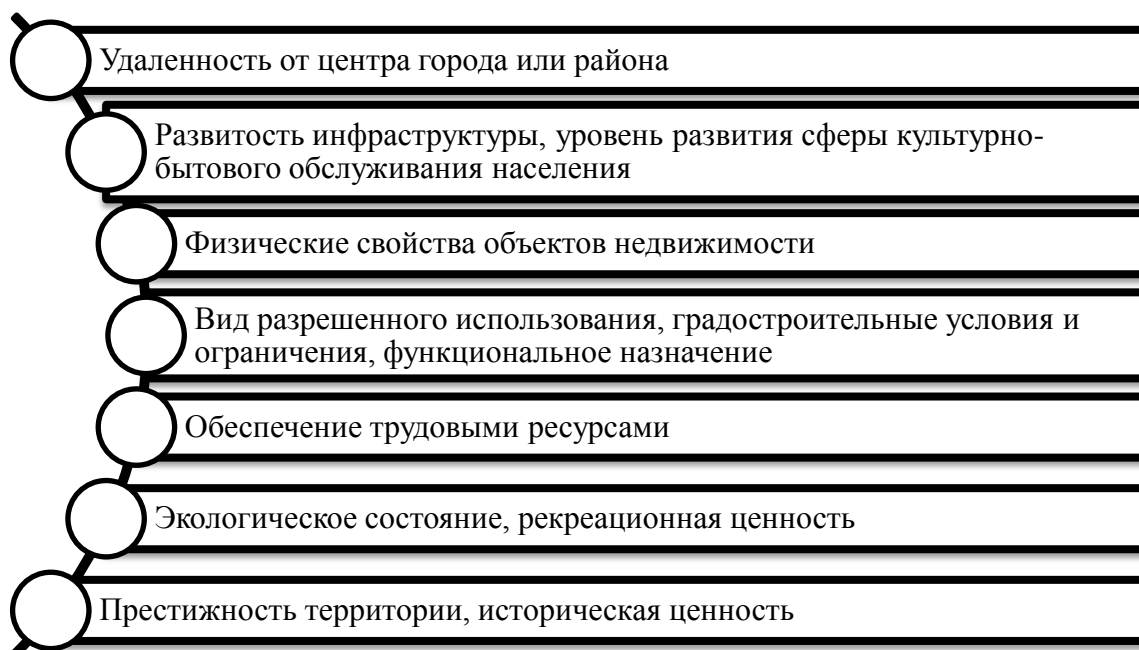 Удаленность от центра города или района
Развитость инфраструктуры, уровень развития сферы культурно-
бытового обслуживания населения
Физические свойства объектов недвижимости
Вид разрешенного использования, градостроительные условия и
ограничения, функциональное назначение
Обеспечение трудовыми ресурсами
Экологическое состояние, рекреационная ценность
Престижность территории, историческая ценность